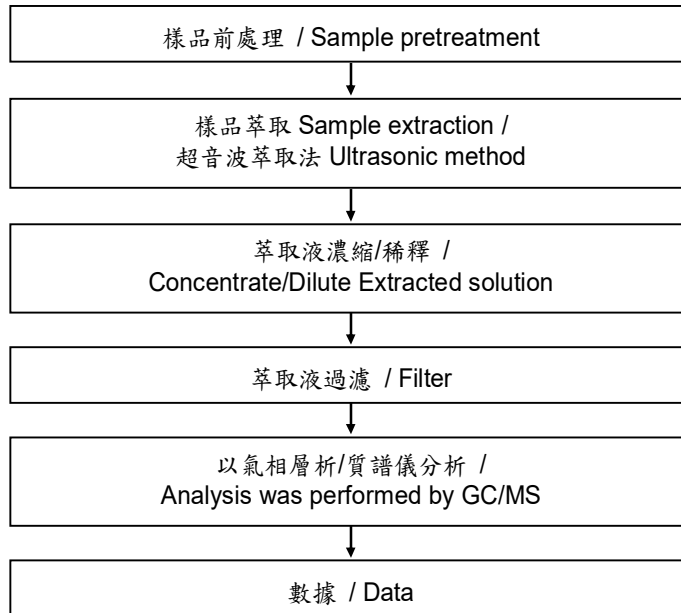 樣品前處理 / Sample pretreatment
樣品萃取 Sample extraction /
超音波萃取法 Ultrasonic method
萃取液濃縮/稀釋 /
Concentrate/Dilute Extracted solution
萃取液過濾 / Filter
以氣相層析/質譜儀分析 /
Analysis was performed by GC/MS
數據 / Data